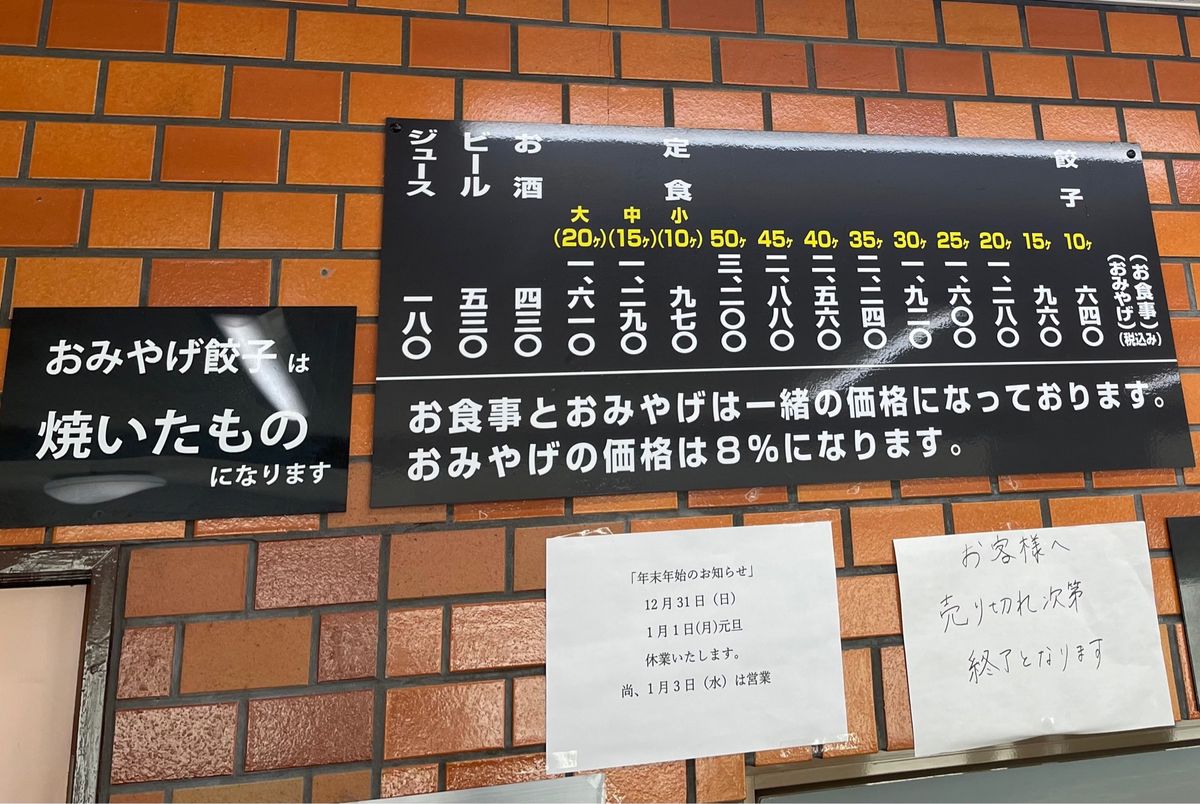 餃子
(お食事)
(おみやげ)
(税込み)
10ヶ 六四〇
15ヶ 九六〇
20ヶ 一、二八〇
25ヶ 一、六〇〇
30ヶ 一、九二〇
35ヶ 二、二四〇
40ヶ 二、五六〇
45ヶ 二、八八〇
50ヶ 三、二〇〇
定食
小(10ヶ) 九七〇
中(15ヶ) 一、二九〇
大(20ヶ) 一、六一〇
お酒 四三〇
ビール 五三〇
ジュース 一八〇
お食事とおみやげは一緒の価格になっております。
おみやげの価格は8%になります。
おみやげ餃子は
焼いたもの
になります
「年末年始のお知らせ」
12月31日（日）
1月1日(月)元旦
休業いたします。
尚、1月3日（水）は営業
お客様へ
売り切れ次第
終了となります